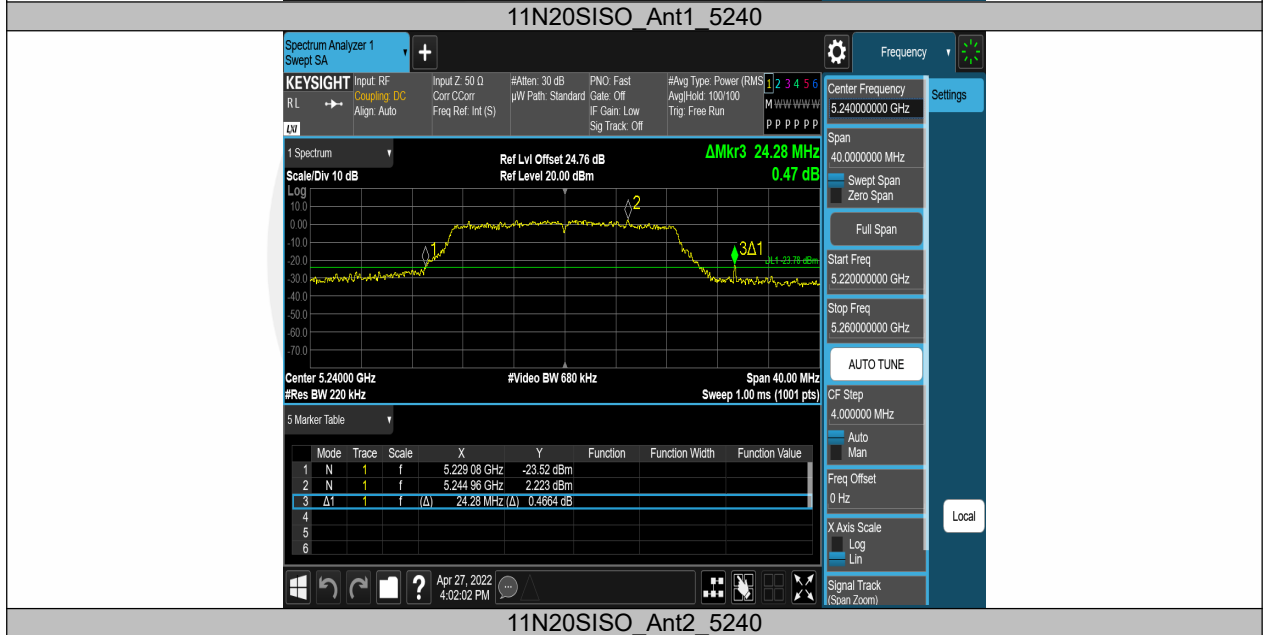 11N20SISO_Ant1_5240
Spectrum Analyzer 1
Swept SA
Frequency
KEYSIGHT
RL
LXI
Input: RF
Coupling: DC
Align: Auto
Input Z: 50 Ω
Corr CCorr
Freq Ref: Int (S)
#Atten: 30 dB
µW Path: Standard
PNO: Fast
Gate: Off
IF Gain: Low
Sig Track: Off
#Avg Type: Power (RMS
Avg|Hold: 100/100
Trig: Free Run
1 2 3 4 5 6
M W W W W W
P P P P P P
1 Spectrum
Scale/Div 10 dB
Ref Lvl Offset 24.76 dB
Ref Level 20.00 dBm
ΔMkr3 24.28 MHz
0.47 dB
Log
10.0
0.00
-10.0
-20.0
-30.0
-40.0
-50.0
-60.0
-70.0
1
2
3Δ1
DL1 -23.78 dBm
Center 5.24000 GHz
#Video BW 680 kHz
Span 40.00 MHz
#Res BW 220 kHz
Sweep 1.00 ms (1001 pts)
5 Marker Table
Mode Trace Scale X Y Function Function Width Function Value
1 N 1 f 5.229 08 GHz -23.52 dBm
2 N 1 f 5.244 96 GHz 2.223 dBm
3 Δ1 1 f (Δ) 24.28 MHz (Δ) 0.4664 dB
4
5
6
Apr 27, 2022
4:02:02 PM
Center Frequency
5.240000000 GHz
Settings
Span
40.0000000 MHz
Swept Span
Zero Span
Full Span
Start Freq
5.220000000 GHz
Stop Freq
5.260000000 GHz
AUTO TUNE
CF Step
4.000000 MHz
Auto
Man
Freq Offset
0 Hz
X Axis Scale
Log
Lin
Local
Signal Track
(Span Zoom)
11N20SISO_Ant2_5240